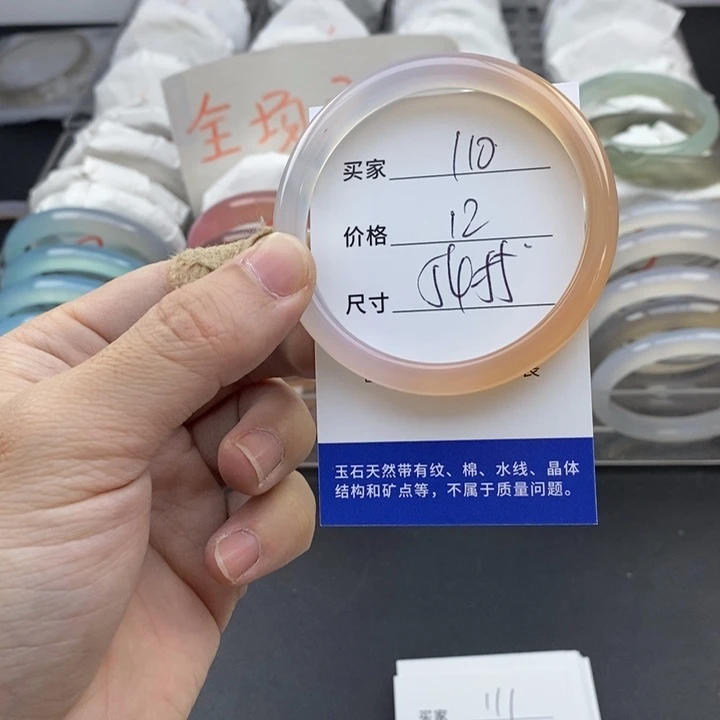 全场
买家 110
价格 12
尺寸
玉石天然带有纹、棉、水线、晶体
结构和矿点等，不属于质量问题。
买家 111